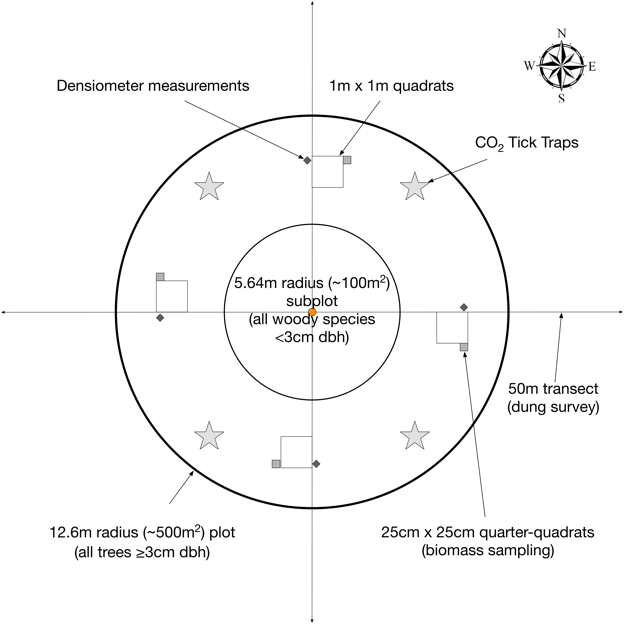 N
W E
S
Densiometer measurements
1m x 1m quadrats
CO₂ Tick Traps
5.64m radius (~100m²)
subplot
(all woody species
<3cm dbh)
50m transect
(dung survey)
12.6m radius (~500m²) plot
(all trees ≥3cm dbh)
25cm x 25cm quarter-quadrats
(biomass sampling)